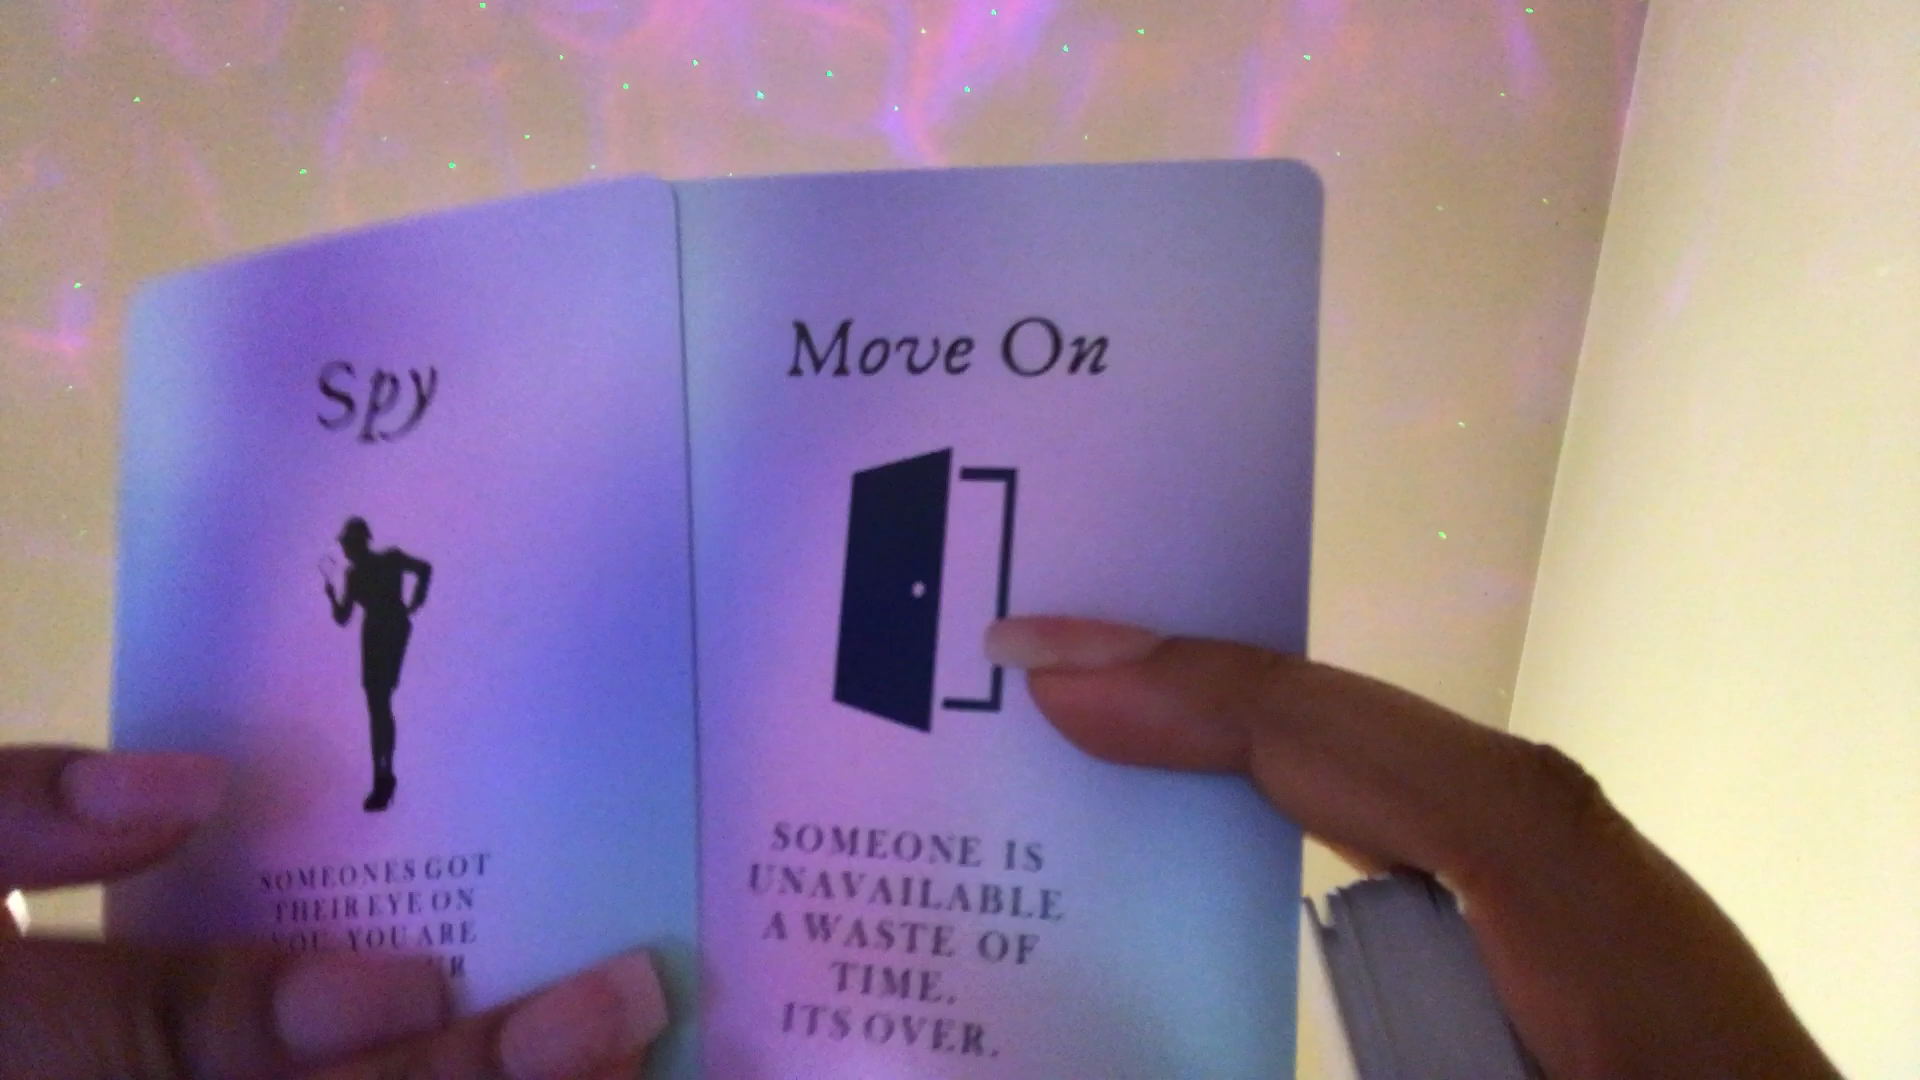 Spy
SOMEONES GOT
THEIR EYE ON
YOU YOU ARE
Move On
SOMEONE IS
UNAVAILABLE
A WASTE OF
TIME.
ITS OVER.